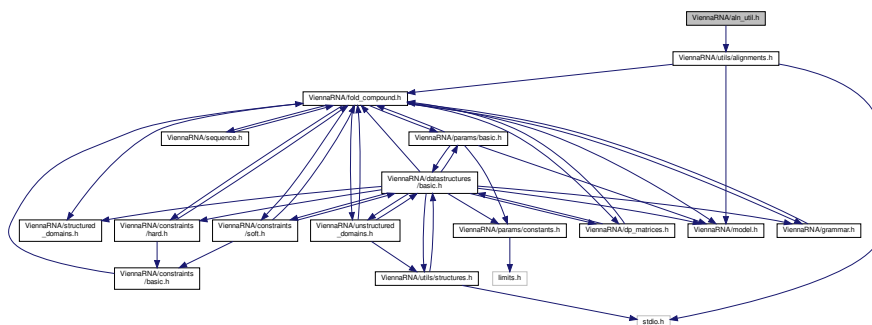 ViennaRNA/aln_util.h
ViennaRNA/utils/alignments.h
ViennaRNA/fold_compound.h
ViennaRNA/sequence.h
ViennaRNA/params/basic.h
ViennaRNA/datastructures
/basic.h
ViennaRNA/structured
_domains.h
ViennaRNA/constraints
/hard.h
ViennaRNA/constraints
/soft.h
ViennaRNA/unstructured
_domains.h
ViennaRNA/params/constants.h
ViennaRNA/dp_matrices.h
ViennaRNA/model.h
ViennaRNA/grammar.h
ViennaRNA/constraints
/basic.h
ViennaRNA/utils/structures.h
limits.h
stdio.h